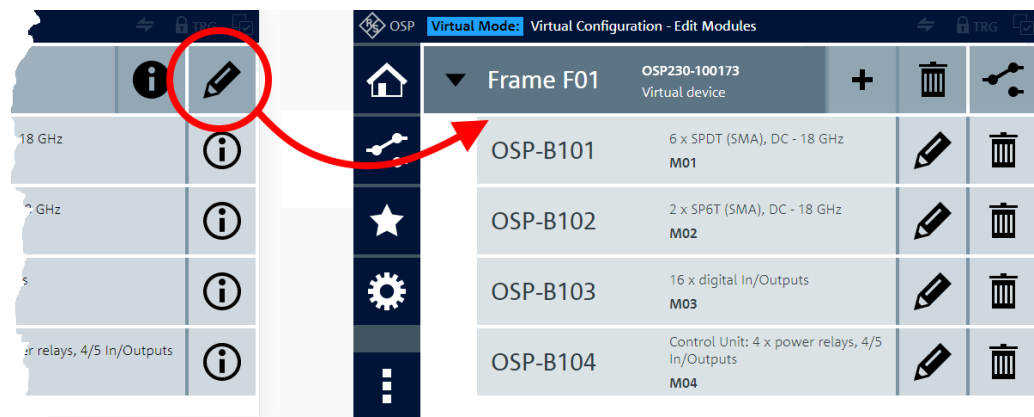 TRG
18 GHz
GHz
er relays, 4/5 In/Outputs
R&S OSP Virtual Mode: Virtual Configuration - Edit Modules TRG
Frame F01
OSP230-100173
Virtual device
OSP-B101
6 x SPDT (SMA), DC - 18 GHz
M01
OSP-B102
2 x SP6T (SMA), DC - 18 GHz
M02
OSP-B103
16 x digital In/Outputs
M03
OSP-B104
Control Unit: 4 x power relays, 4/5
In/Outputs
M04